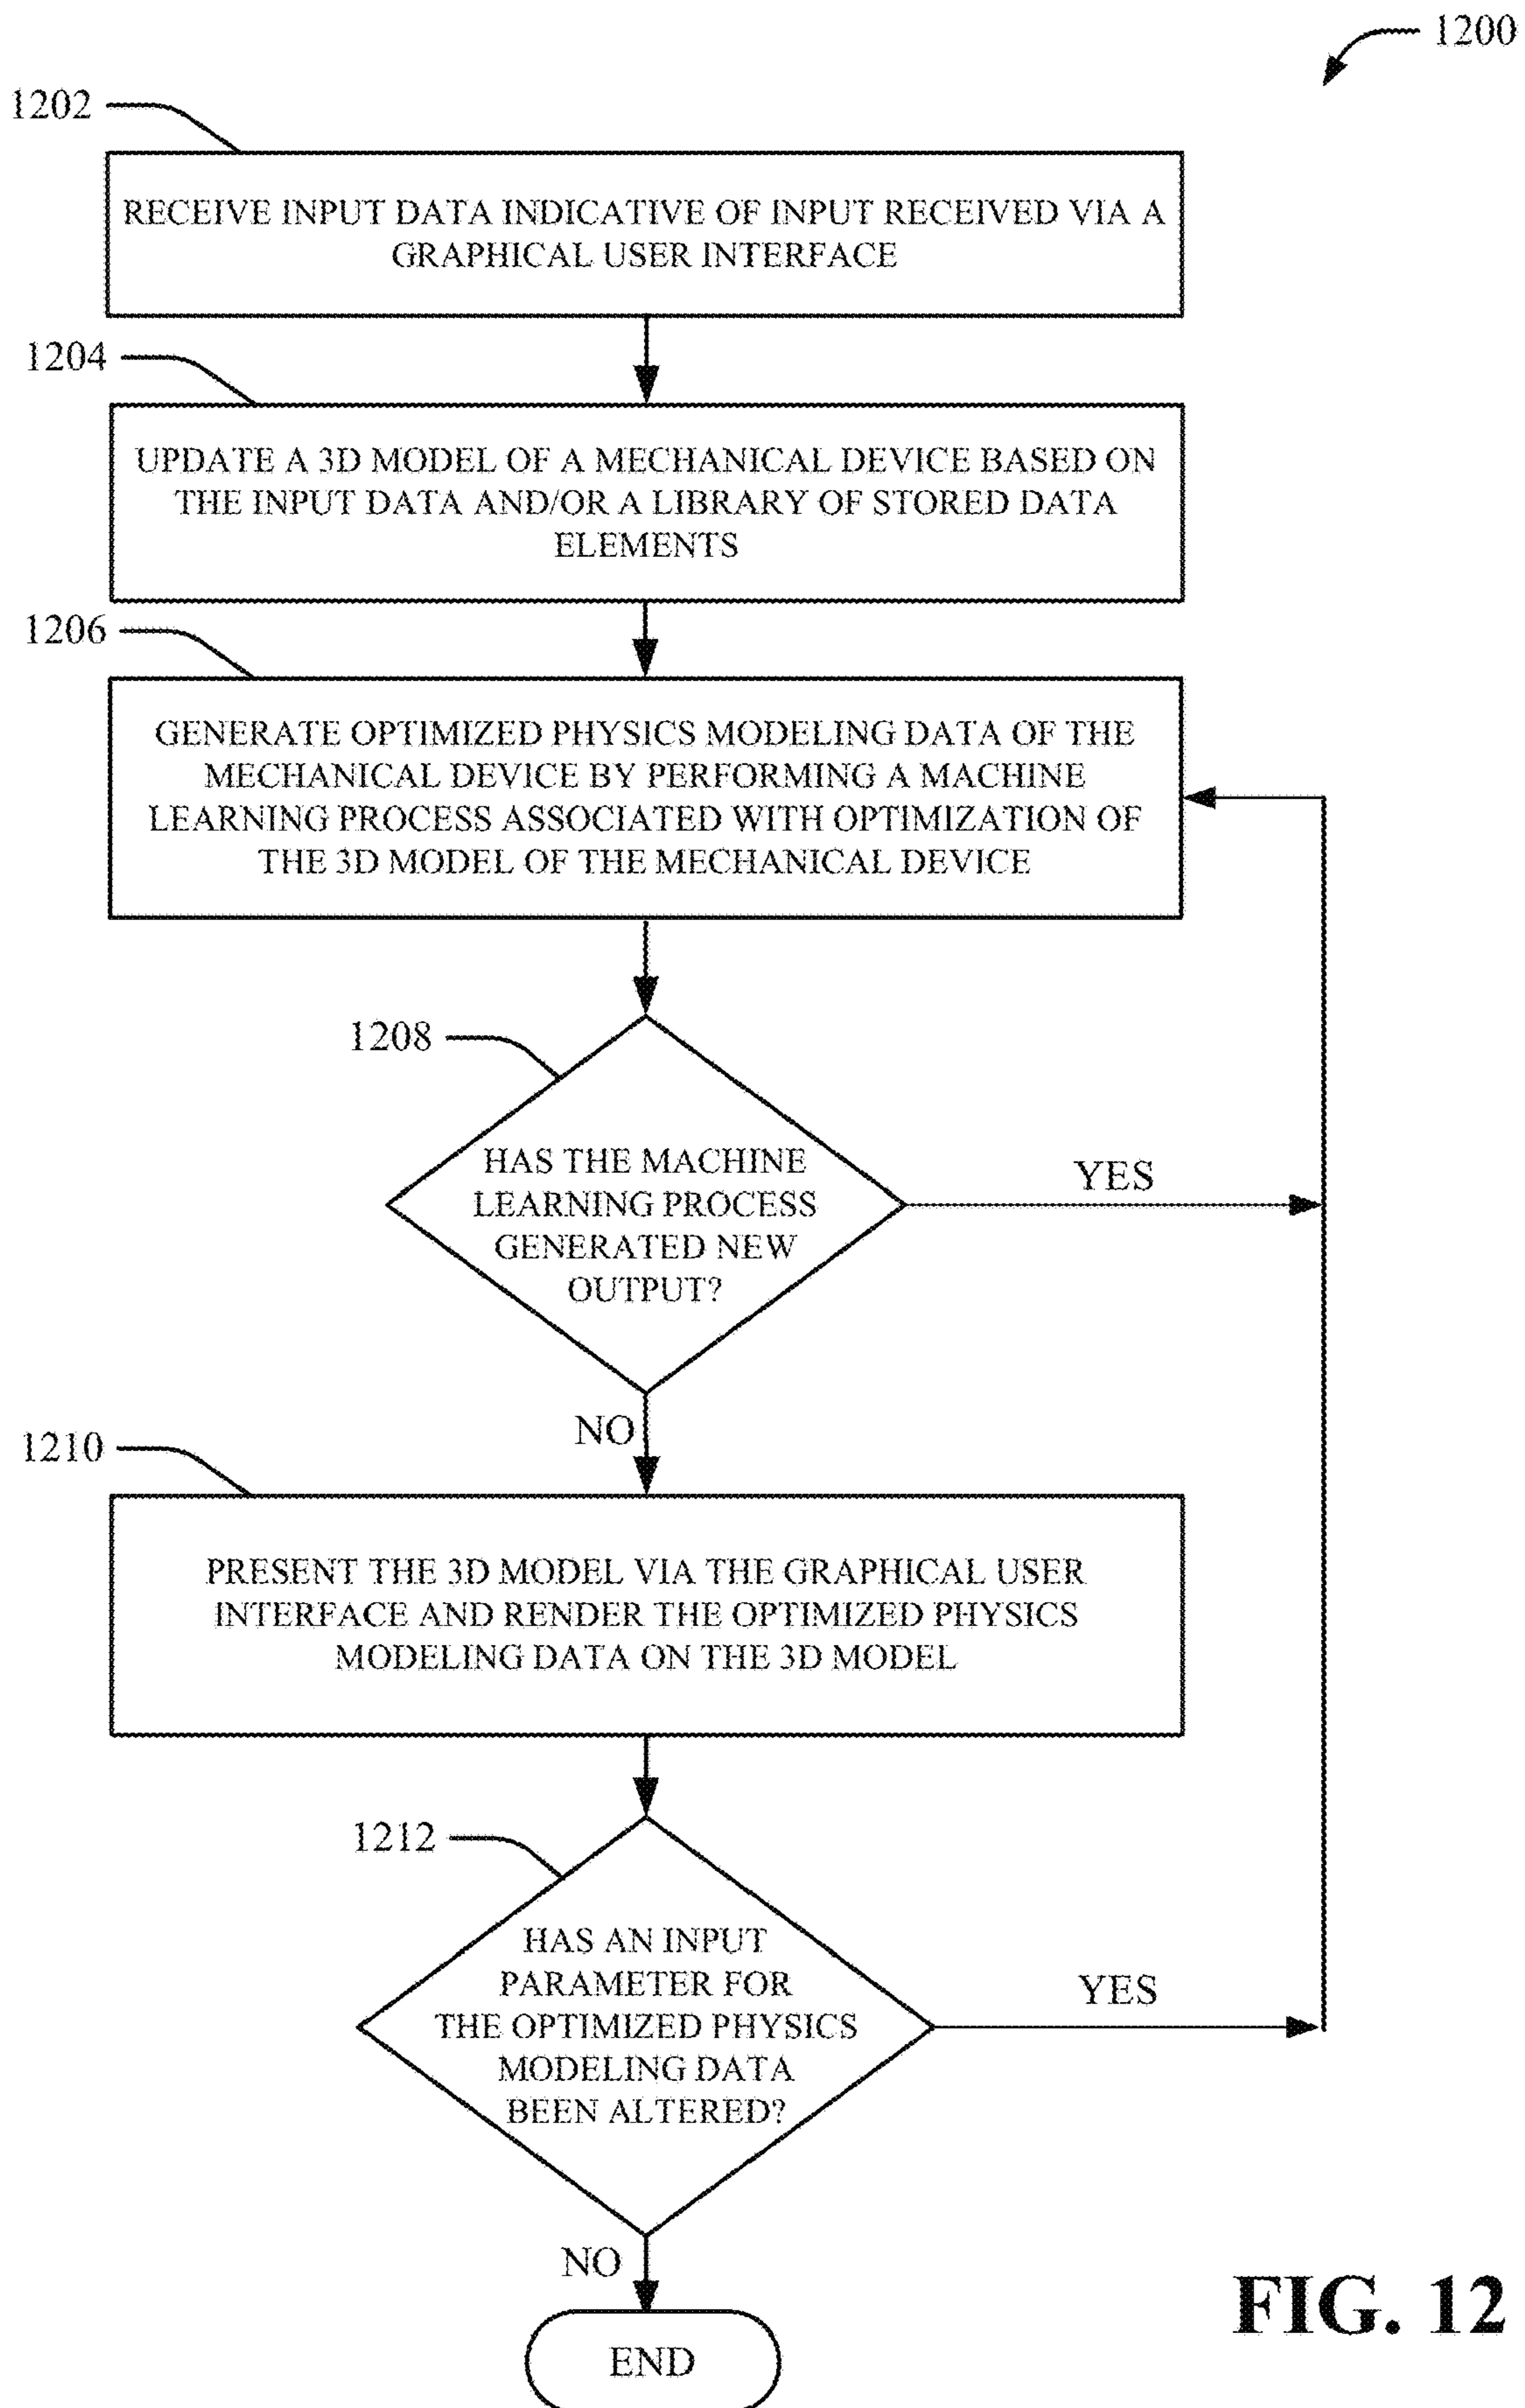 1200
1202
RECEIVE INPUT DATA INDICATIVE OF INPUT RECEIVED VIA A
GRAPHICAL USER INTERFACE
1204
UPDATE A 3D MODEL OF A MECHANICAL DEVICE BASED ON
THE INPUT DATA AND/OR A LIBRARY OF STORED DATA
ELEMENTS
1206
GENERATE OPTIMIZED PHYSICS MODELING DATA OF THE
MECHANICAL DEVICE BY PERFORMING A MACHINE
LEARNING PROCESS ASSOCIATED WITH OPTIMIZATION OF
THE 3D MODEL OF THE MECHANICAL DEVICE
1208
HAS THE MACHINE
LEARNING PROCESS
GENERATED NEW
OUTPUT?
YES
NO
1210
PRESENT THE 3D MODEL VIA THE GRAPHICAL USER
INTERFACE AND RENDER THE OPTIMIZED PHYSICS
MODELING DATA ON THE 3D MODEL
1212
HAS AN INPUT
PARAMETER FOR
THE OPTIMIZED PHYSICS
MODELING DATA
BEEN ALTERED?
YES
NO
END
FIG. 12